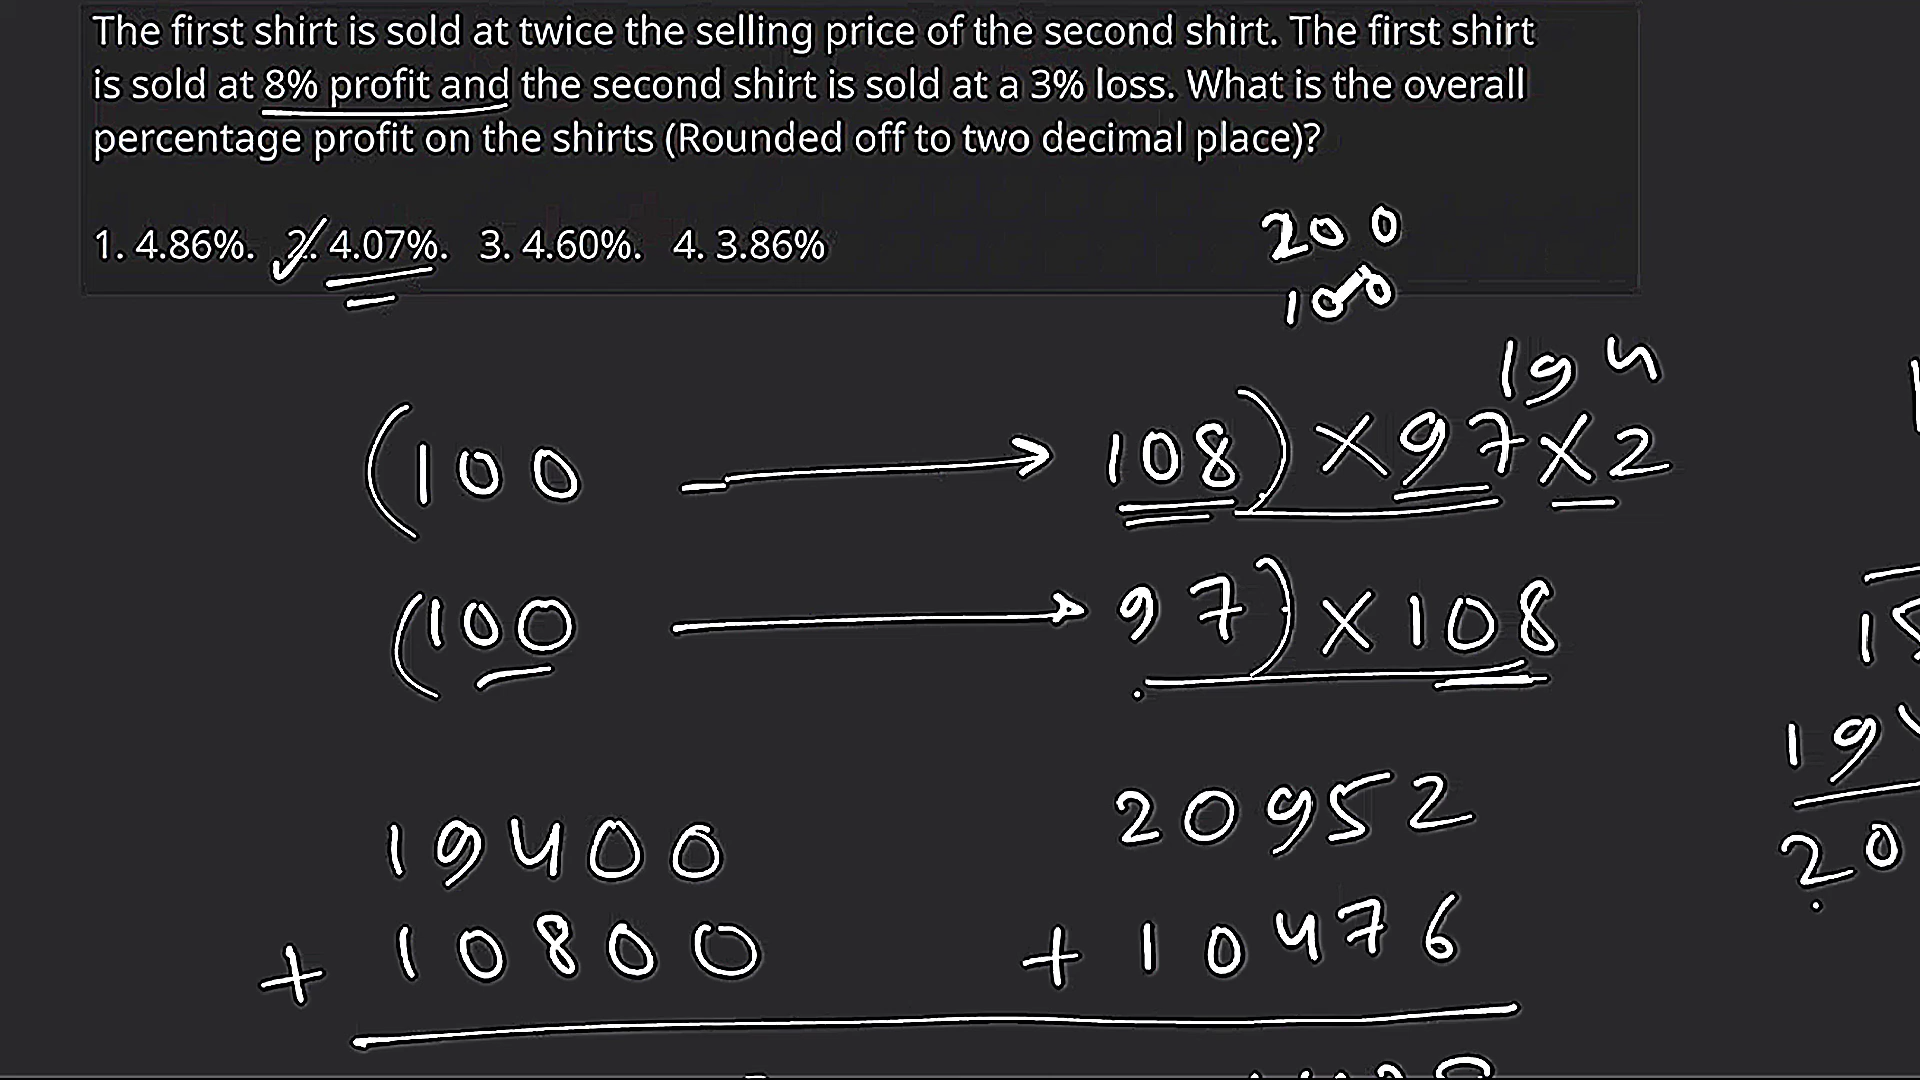 The first shirt is sold at twice the selling price of the second shirt. The first shirt
is sold at 8% profit and the second shirt is sold at a 3% loss. What is the overall
percentage profit on the shirts (Rounded off to two decimal place)?
1. 4.86%. 2. 4.07%. 3. 4.60%. 4. 3.86%
200
100
194
(100 → 108) × 97 × 2
(100 → 97) × 108
19400 20952
+ 10800 + 10476